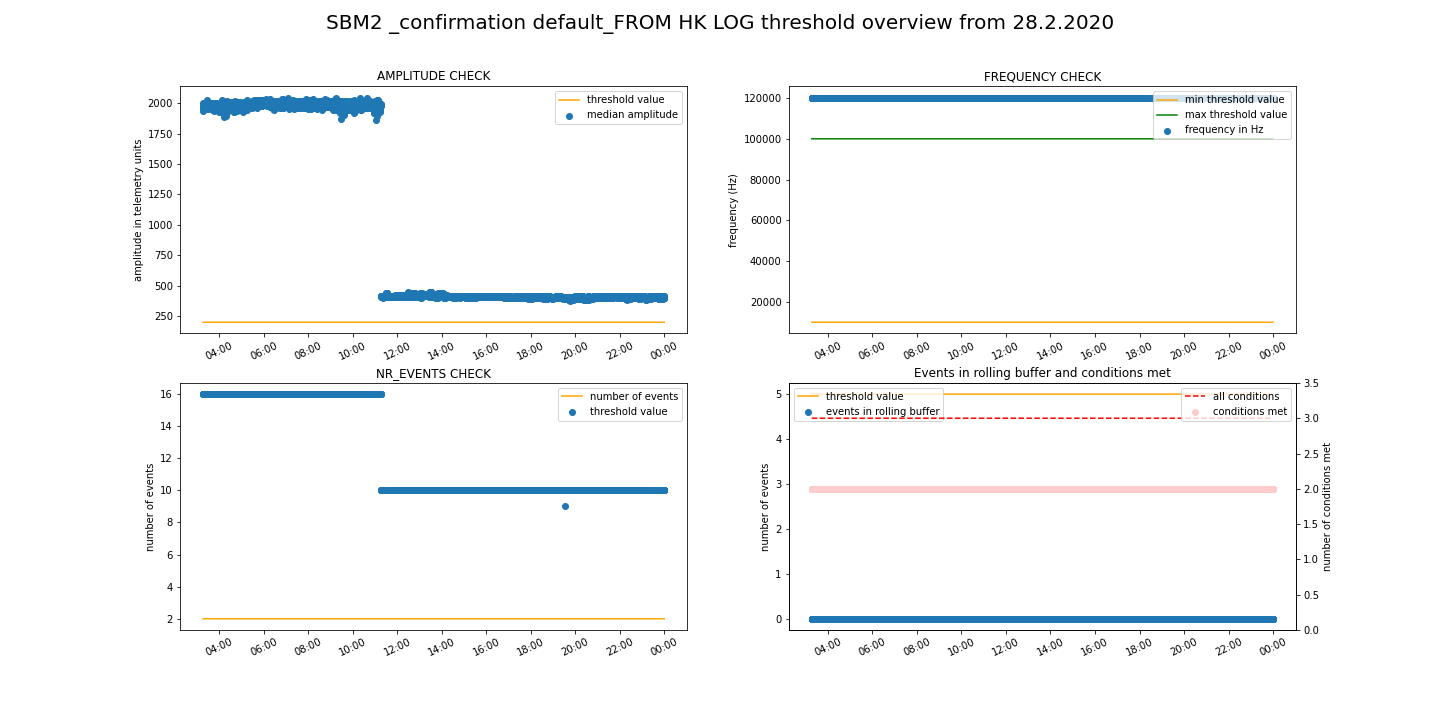 SBM2 _confirmation default_FROM HK LOG threshold overview from 28.2.2020
AMPLITUDE CHECK
amplitude in telemetry units
2000
1750
1500
1250
1000
750
500
250
threshold value
median amplitude
04:00 06:00 08:00 10:00 12:00 14:00 16:00 18:00 20:00 22:00 00:00
FREQUENCY CHECK
frequency (Hz)
120000
100000
80000
60000
40000
20000
min threshold value
max threshold value
frequency in Hz
04:00 06:00 08:00 10:00 12:00 14:00 16:00 18:00 20:00 22:00 00:00
NR_EVENTS CHECK
number of events
16
14
12
10
8
6
4
2
number of events
threshold value
04:00 06:00 08:00 10:00 12:00 14:00 16:00 18:00 20:00 22:00 00:00
Events in rolling buffer and conditions met
number of events
5
4
3
2
1
0
threshold value
events in rolling buffer
all conditions
conditions met
3.5
3.0
2.5
2.0
1.5
1.0
0.5
0.0
number of conditions met
04:00 06:00 08:00 10:00 12:00 14:00 16:00 18:00 20:00 22:00 00:00